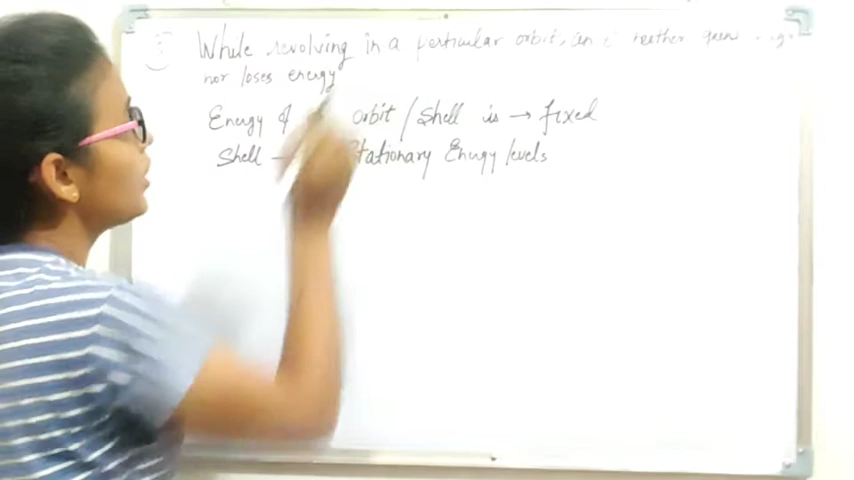 ③ While revolving in a particular orbit, an e⁻ neither gain
nor loses energy
Energy of orbit / Shell is → fixed
Shell → Stationary Energy levels